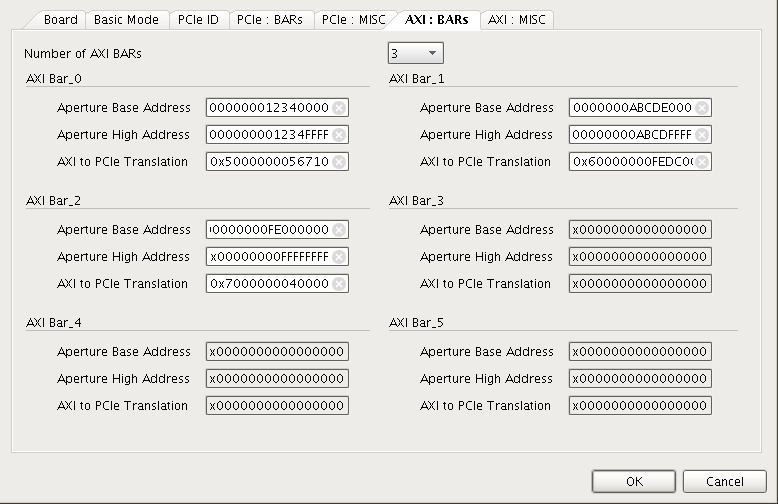 Board Basic Mode PCIe ID PCIe : BARs PCIe : MISC AXI : BARs AXI : MISC
Number of AXI BARs 3
AXI Bar_0
Aperture Base Address 000000012340000
Aperture High Address 00000001234FFFF
AXI to PCIe Translation 0x5000000056710
AXI Bar_1
Aperture Base Address 0000000ABCDE000
Aperture High Address 00000000ABCDFFFF
AXI to PCIe Translation 0x60000000FEDC0(
AXI Bar_2
Aperture Base Address 0000000FE000000
Aperture High Address x00000000FFFFFFFF
AXI to PCIe Translation 0x7000000040000
AXI Bar_3
Aperture Base Address x0000000000000000
Aperture High Address x0000000000000000
AXI to PCIe Translation x0000000000000000
AXI Bar_4
Aperture Base Address x0000000000000000
Aperture High Address x0000000000000000
AXI to PCIe Translation x0000000000000000
AXI Bar_5
Aperture Base Address x0000000000000000
Aperture High Address x0000000000000000
AXI to PCIe Translation x0000000000000000
OK Cancel